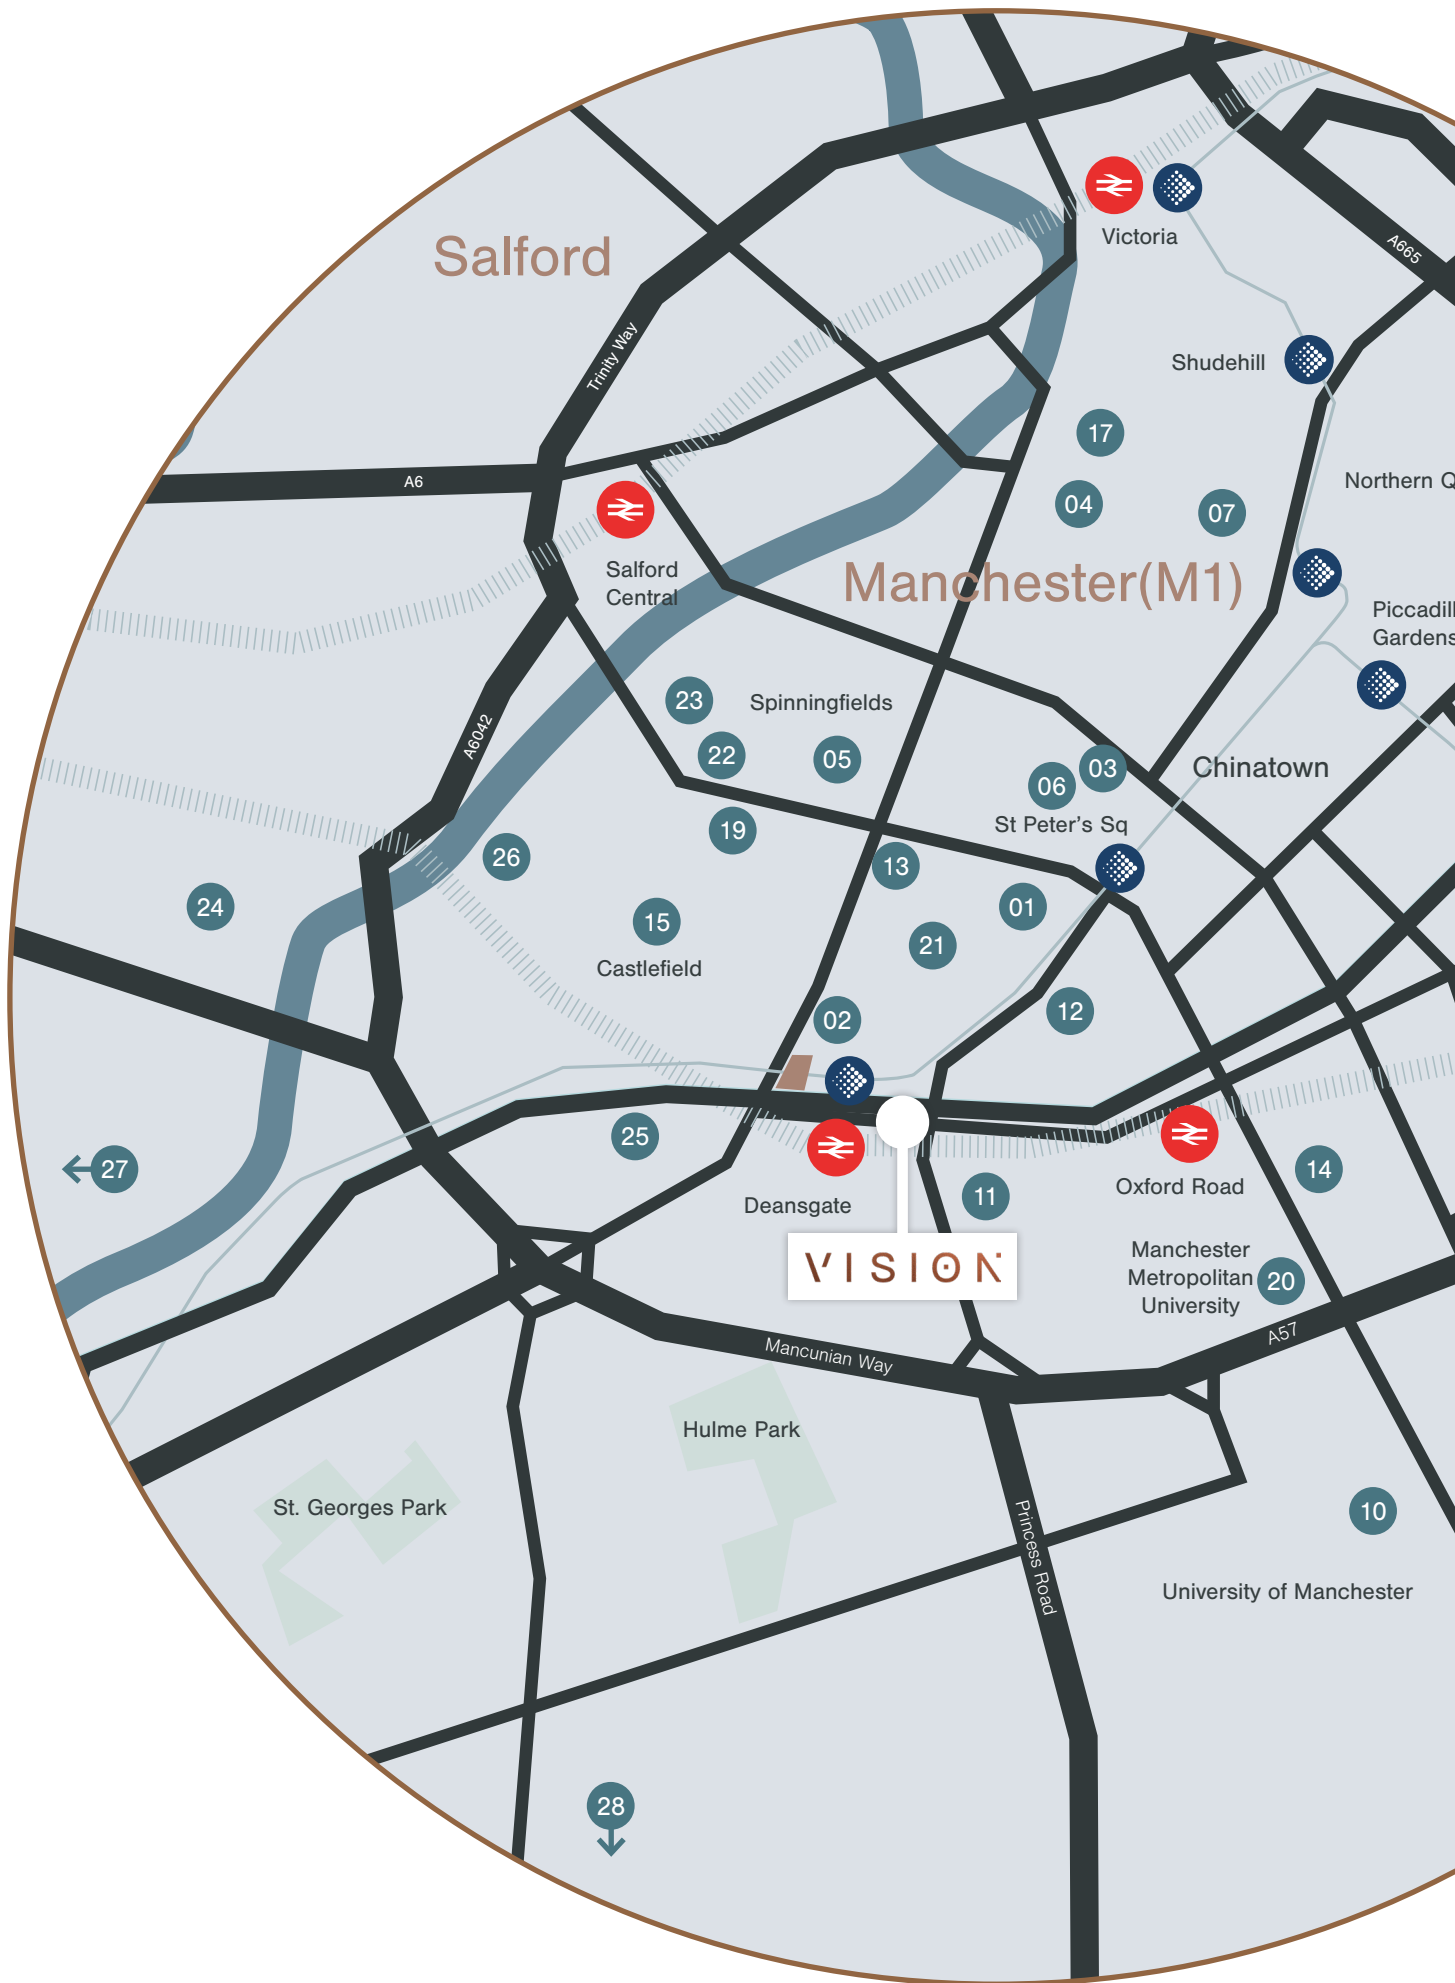 Salford
Victoria
A665
Trinity Way
Shudehill
17
A6
Northern Q
04
07
Salford
Central
Manchester(M1)
Piccadill
Gardens
23
Spinningfields
A6042
22
05
03
Chinatown
06
19
St Peter's Sq
26
13
24
15
01
21
Castlefield
02
12
25
27
14
Deansgate
11
Oxford Road
VISION
Manchester
Metropolitan
University
20
A57
Mancunian Way
Hulme Park
St. Georges Park
10
Princess Road
University of Manchester
28